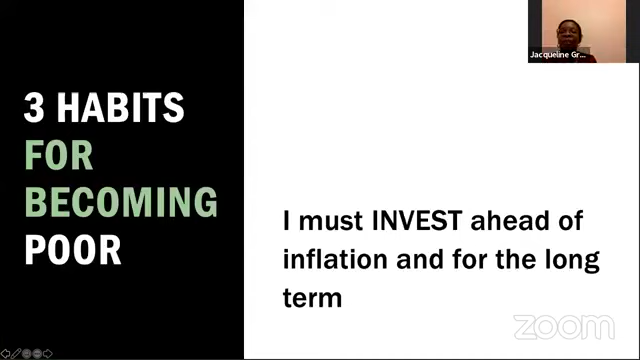 3 HABITS
FOR
BECOMING
POOR
I must INVEST ahead of
inflation and for the long
term
Jacqueline Gr...
zoom